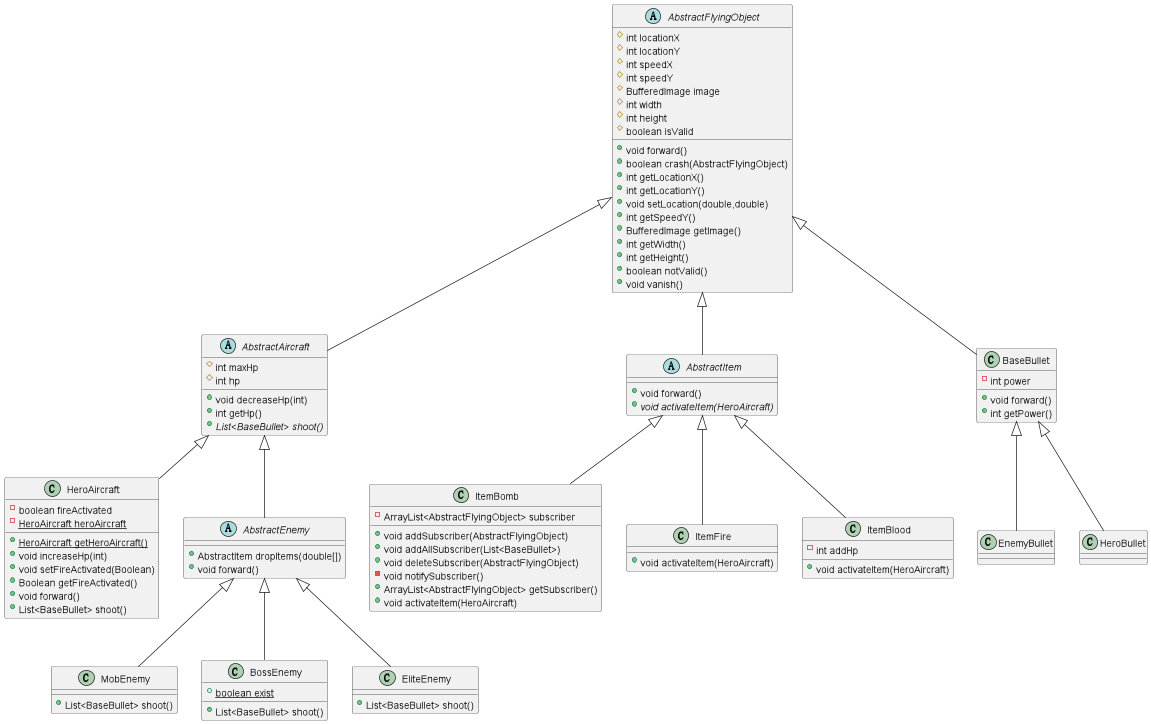 AbstractFlyingObject
int locationX
int locationY
int speedX
int speedY
BufferedImage image
int width
int height
boolean isValid
void forward()
boolean crash(AbstractFlyingObject)
int getLocationX()
int getLocationY()
void setLocation(double,double)
int getSpeedY()
BufferedImage getImage()
int getWidth()
int getHeight()
boolean notValid()
void vanish()
AbstractAircraft
int maxHp
int hp
void decreaseHp(int)
int getHp()
List<BaseBullet> shoot()
AbstractItem
void forward()
void activateItem(HeroAircraft)
BaseBullet
int power
void forward()
int getPower()
HeroAircraft
boolean fireActivated
HeroAircraft heroAircraft
HeroAircraft getHeroAircraft()
void increaseHp(int)
void setFireActivated(Boolean)
Boolean getFireActivated()
void forward()
List<BaseBullet> shoot()
AbstractEnemy
AbstractItem dropItems(double[])
void forward()
ItemBomb
ArrayList<AbstractFlyingObject> subscriber
void addSubscriber(AbstractFlyingObject)
void addAllSubscriber(List<BaseBullet>)
void deleteSubscriber(AbstractFlyingObject)
void notifySubscriber()
ArrayList<AbstractFlyingObject> getSubscriber()
void activateItem(HeroAircraft)
ItemFire
void activateItem(HeroAircraft)
ItemBlood
int addHp
void activateItem(HeroAircraft)
EnemyBullet
HeroBullet
MobEnemy
List<BaseBullet> shoot()
BossEnemy
boolean exist
List<BaseBullet> shoot()
EliteEnemy
List<BaseBullet> shoot()